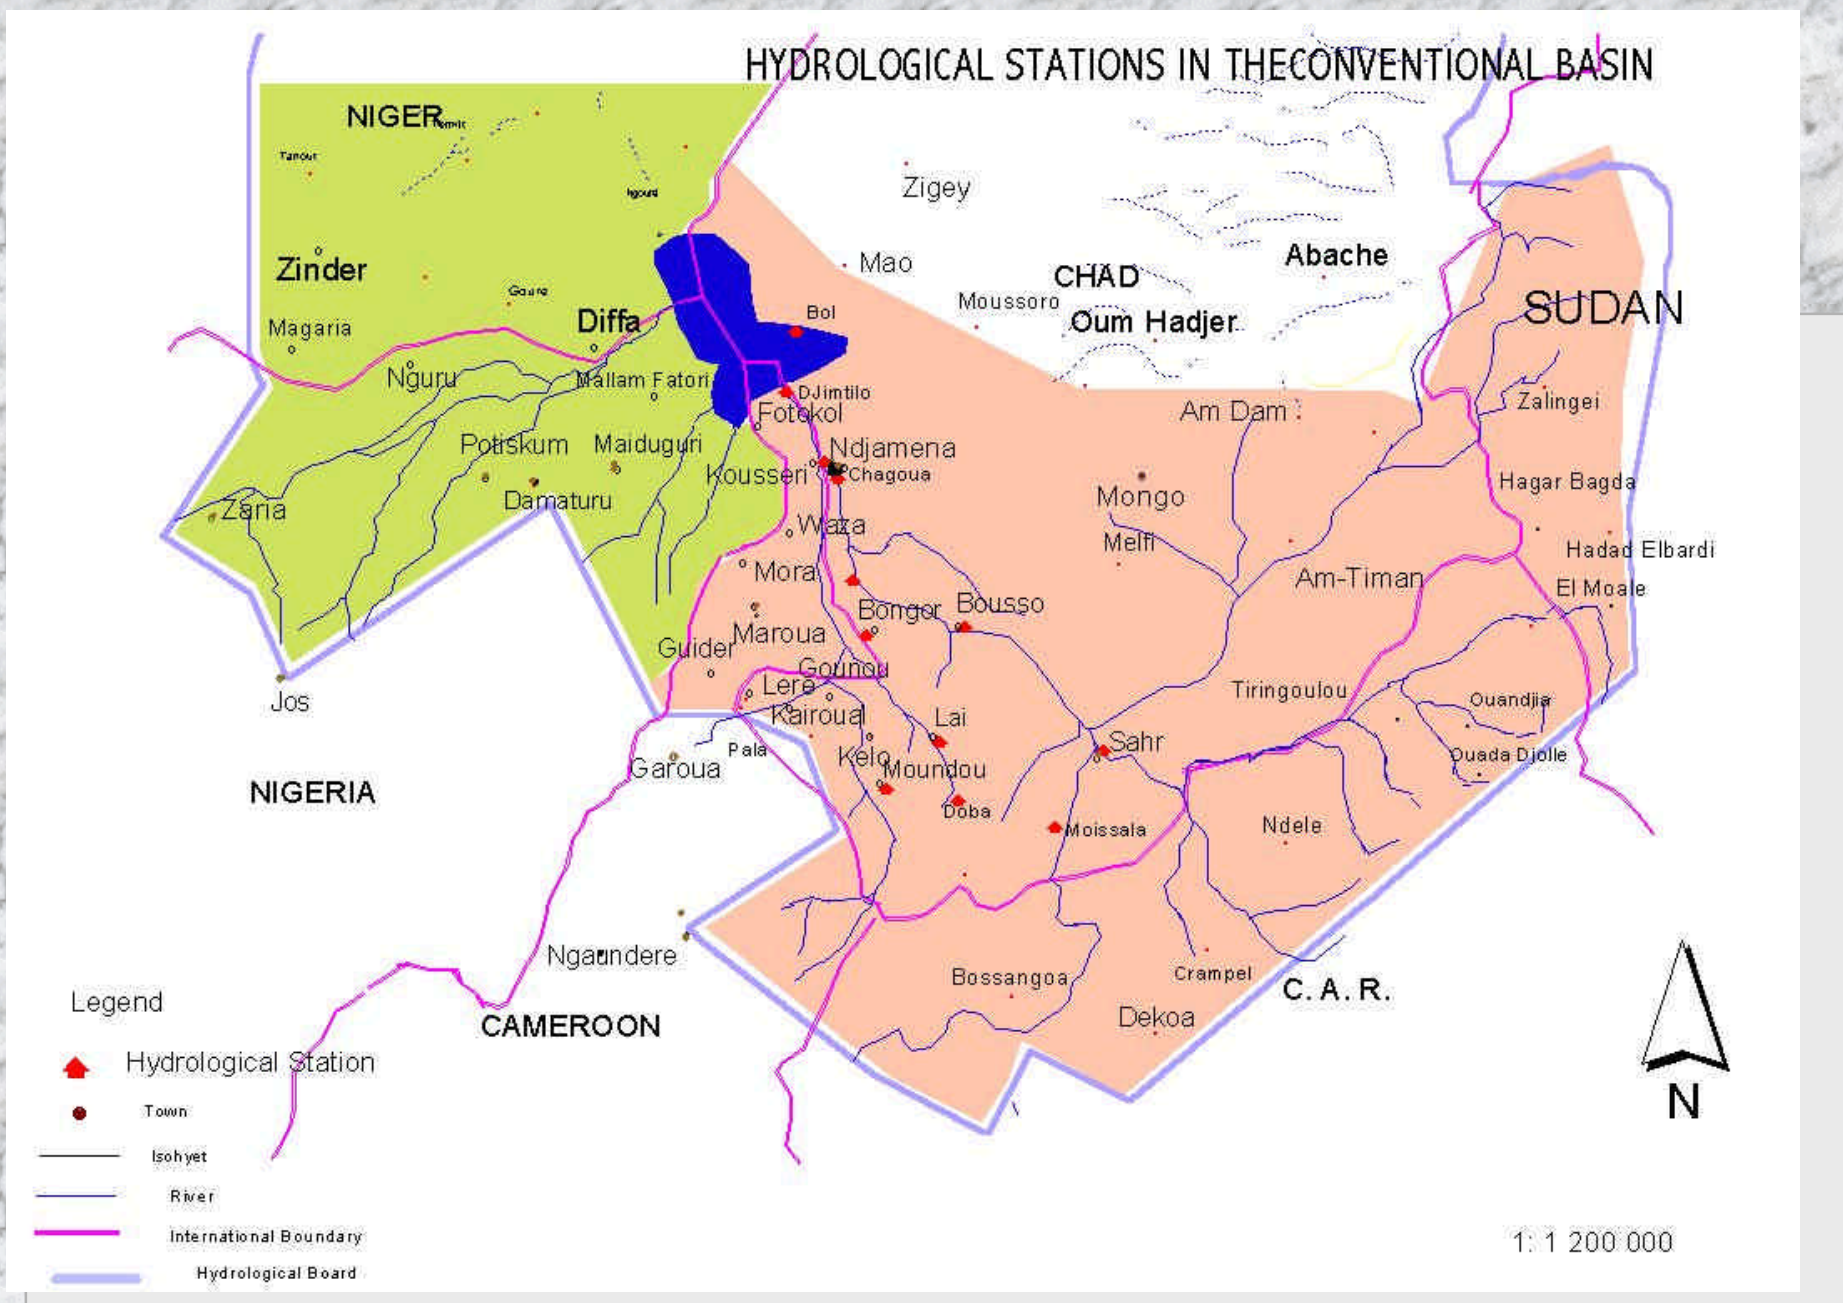 HYDROLOGICAL STATIONS IN THECONVENTIONAL BASIN
NIGER
Tanout
Zigey
Ngourti
Abache
Zinder
Mao
CHAD
Goure
Moussoro
SUDAN
Magaria
Diffa
Bol
Oum Hadjer
Nguru
Mallam Fatori
DJimtilo
Zalingei
Fotokol
Am Dam
Potiskum
Maiduguri
Ndjamena
Kousseri
Chagoua
Hagar Bagda
Zaria
Damaturu
Mongo
Waza
Melfi
Hadad Elbardi
Mora
Am-Timan
El Moale
Bongor
Bousso
Maroua
Guider
Gounou
Lere
Tiringoulou
Ouandjia
Jos
Kairoual
Lai
Pala
Kelo
Sahr
Ouada Djolle
Garoua
Moundou
NIGERIA
Doba
Moissala
Ndele
Ngaundere
Bossangoa
Crampel
C. A. R.
Legend
CAMEROON
Dekoa
Hydrological Station
Town
N
Isohyet
River
International Boundary
1: 1 200 000
Hydrological Board